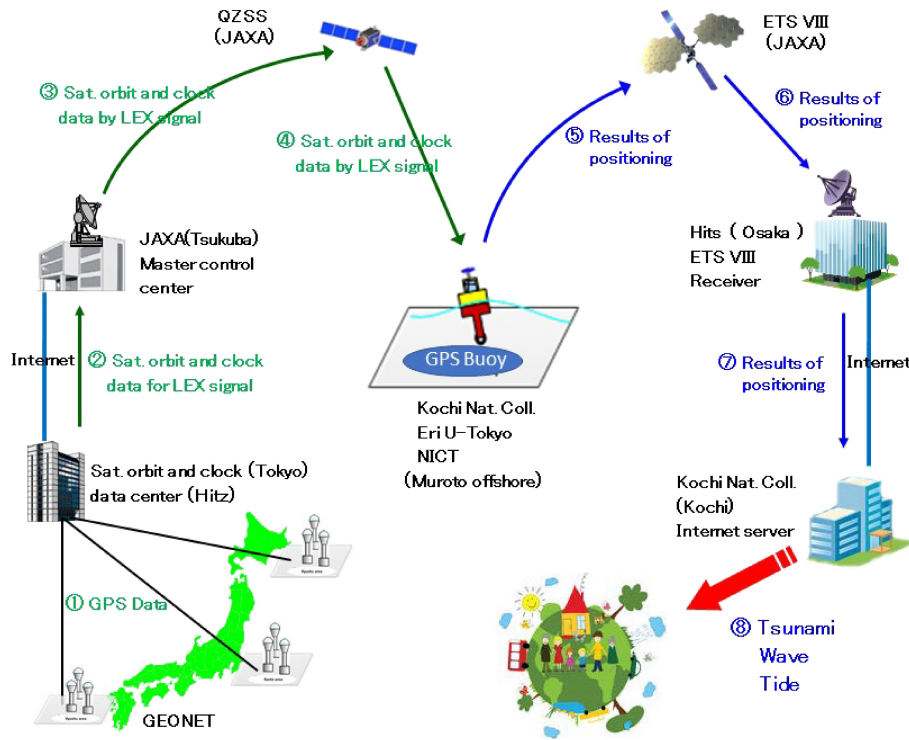 QZSS
(JAXA)
ETS VIII
(JAXA)
③ Sat. orbit and clock
data by LEX signal
④ Sat. orbit and clock
data by LEX signal
⑤ Results of
positioning
⑥ Results of
positioning
JAXA(Tsukuba)
Master control
center
Hits ( Osaka )
ETS VIII
Receiver
Internet
② Sat. orbit and clock
data for LEX signal
GPS Buoy
⑦ Results of
positioning
Internet
Kochi Nat. Coll.
Eri U-Tokyo
NICT
(Muroto offshore)
Sat. orbit and clock (Tokyo)
data center (Hitz)
Kochi Nat. Coll.
(Kochi)
Internet server
① GPS Data
⑧ Tsunami
Wave
Tide
GEONET